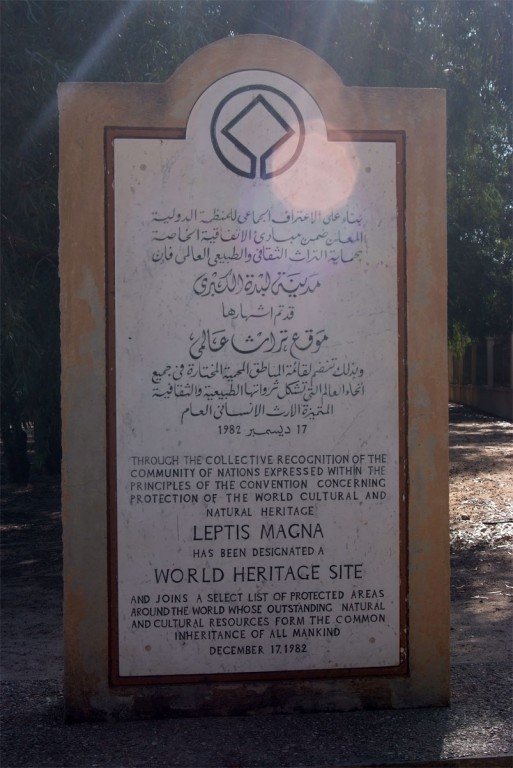 بناء على الاعتراف الجماعي للمنظمة الدولية
المعلن ضمن مبادئ الاتفاقية الخاصة
بحماية التراث الثقافي والطبيعي العالمي فإن
مدينة لبدة الكبرى
قد تم اشهارها
موقع تراث عالمي
وبذلك تنضم لقائمة المناطق المحمية المختارة في جميع
انحاء العالم التي تشكل ثرواتها الطبيعية والثقافية
المتميزة الارث الانساني العام
17 ديسمبر 1982
THROUGH THE COLLECTIVE RECOGNITION OF THE
COMMUNITY OF NATIONS EXPRESSED WITHIN THE
PRINCIPLES OF THE CONVENTION CONCERNING
PROTECTION OF THE WORLD CULTURAL AND
NATURAL HERITAGE
LEPTIS MAGNA
HAS BEEN DESIGNATED A
WORLD HERITAGE SITE
AND JOINS A SELECT LIST OF PROTECTED AREAS
AROUND THE WORLD WHOSE OUTSTANDING NATURAL
AND CULTURAL RESOURCES FORM THE COMMON
INHERITANCE OF ALL MANKIND
DECEMBER 17.1982